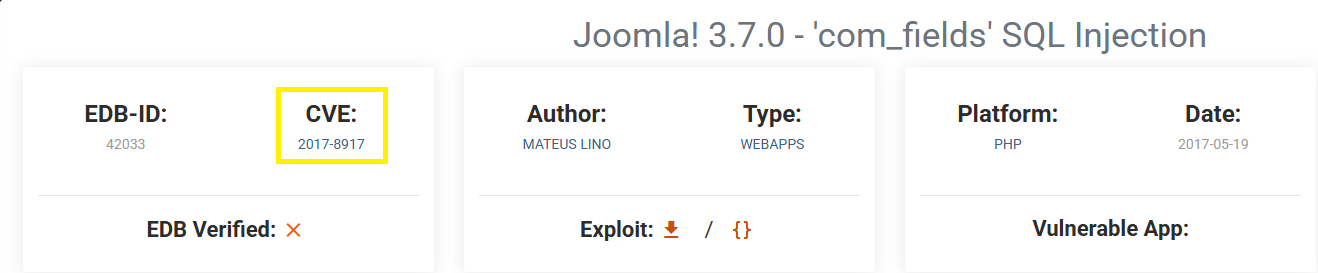 Joomla! 3.7.0 - 'com_fields' SQL Injection
EDB-ID:
42033
CVE:
2017-8917
Author:
MATEUS LINO
Type:
WEBAPPS
Platform:
PHP
Date:
2017-05-19
EDB Verified:
Exploit: / {}
Vulnerable App: